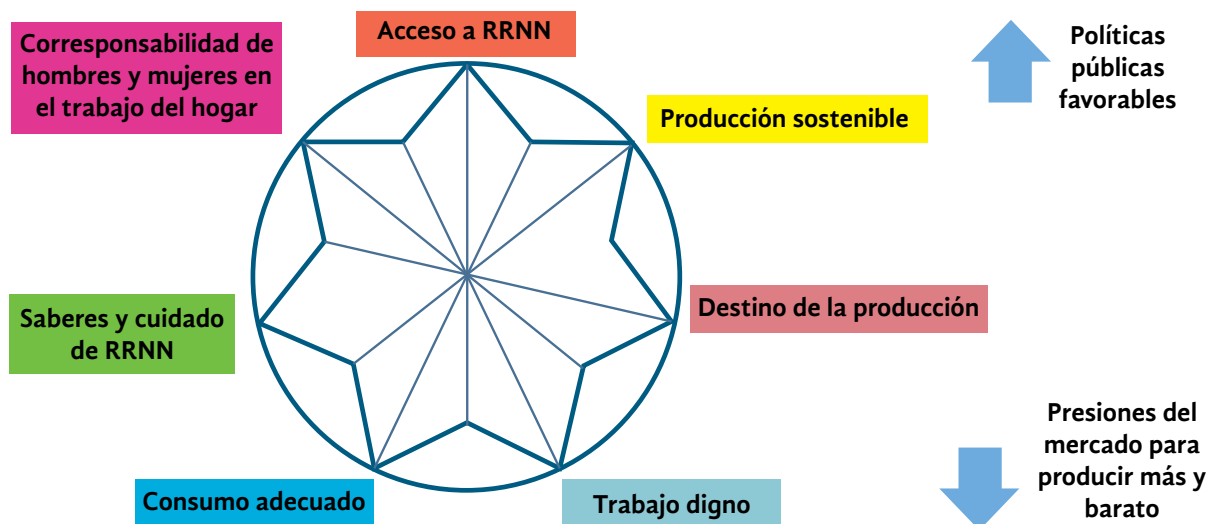 Acceso a RRNN
Corresponsabilidad de
hombres y mujeres en
el trabajo del hogar
Políticas
públicas
favorables
Producción sostenible
Destino de la producción
Saberes y cuidado
de RRNN
Presiones del
mercado para
producir más y
barato
Consumo adecuado
Trabajo digno